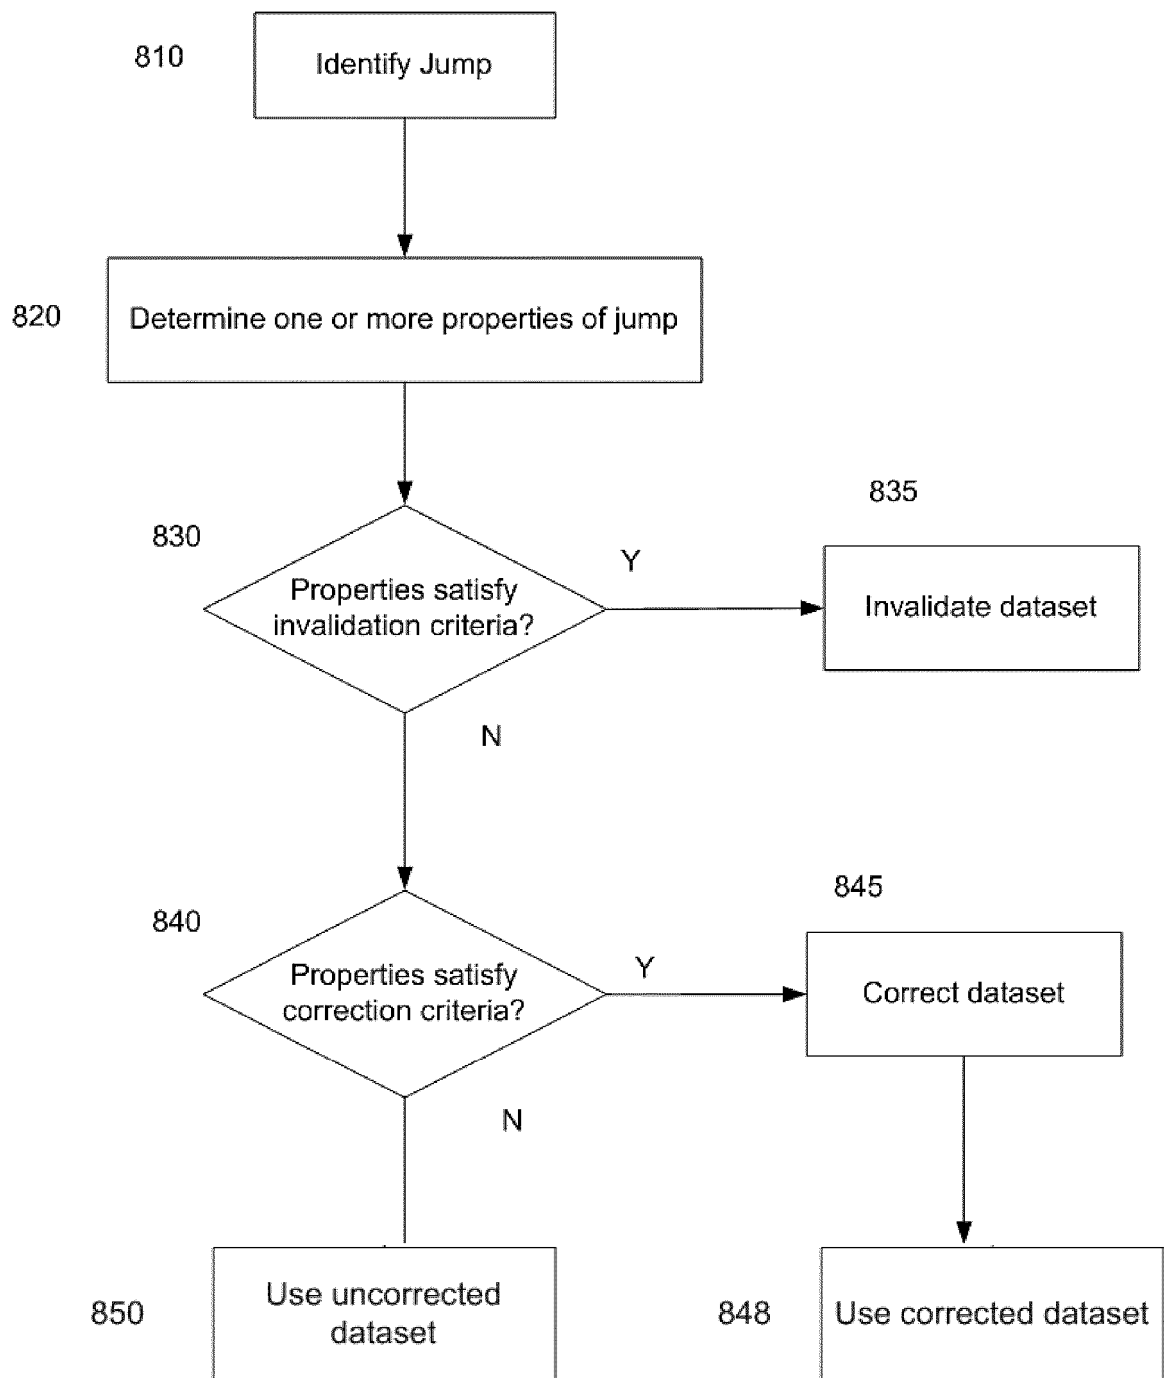 810
Identify Jump
820
Determine one or more properties of jump
830
835
Y
Properties satisfy
invalidation criteria?
Invalidate dataset
N
840
845
Y
Properties satisfy
correction criteria?
Correct dataset
N
850
Use uncorrected
dataset
848
Use corrected dataset